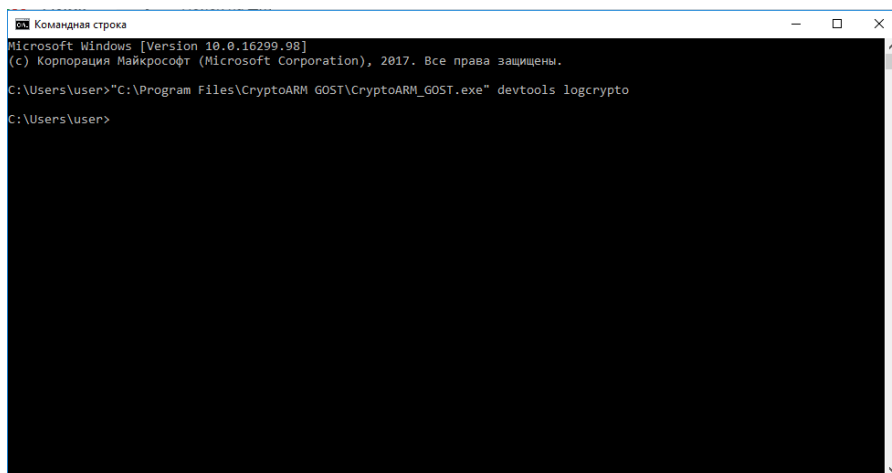 Командная строка
Microsoft Windows [Version 10.0.16299.98]
(c) Корпорация Майкрософт (Microsoft Corporation), 2017. Все права защищены.
C:\Users\user>"C:\Program Files\CryptoARM GOST\CryptoARM_GOST.exe" devtools logcrypto
C:\Users\user>